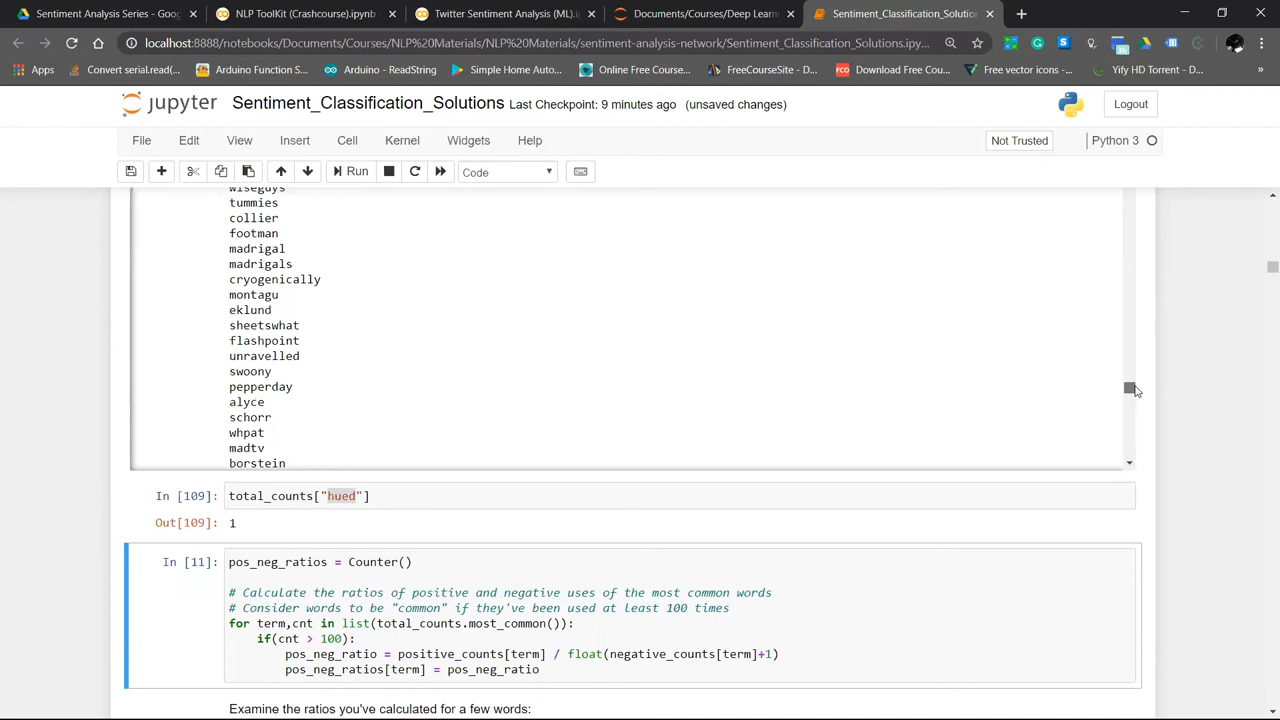 Sentiment Analysis Series - Goog
NLP ToolKit (Crashcourse).ipynb
Twitter Sentiment Analysis (ML).i
Documents/Courses/Deep Learn
Sentiment_Classification_Solution
localhost:8888/notebooks/Documents/Courses/NLP%20Materials/NLP%20Materials/sentiment-analysis-network/Sentiment_Classification_Solutions.ipy...
Apps
Convert serial.read(...
Arduino Function S...
Arduino - ReadString
Simple Home Auto...
Online Free Course...
FreeCourseSite - D...
Download Free Cou...
Free vector icons -...
Yify HD Torrent - D...
»
jupyter Sentiment_Classification_Solutions Last Checkpoint: 9 minutes ago (unsaved changes)
Logout
File Edit View Insert Cell Kernel Widgets Help
Not Trusted
Python 3
Run
Code
wiseguys
tummies
collier
footman
madrigal
madrigals
cryogenically
montagu
eklund
sheetswhat
flashpoint
unravelled
swoony
pepperday
alyce
schorr
whpat
madtv
borstein
In [109]: total_counts["hued"]
Out[109]: 1
In [11]: pos_neg_ratios = Counter()
# Calculate the ratios of positive and negative uses of the most common words
# Consider words to be "common" if they've been used at least 100 times
for term,cnt in list(total_counts.most_common()):
if(cnt > 100):
pos_neg_ratio = positive_counts[term] / float(negative_counts[term]+1)
pos_neg_ratios[term] = pos_neg_ratio
Examine the ratios you've calculated for a few words: